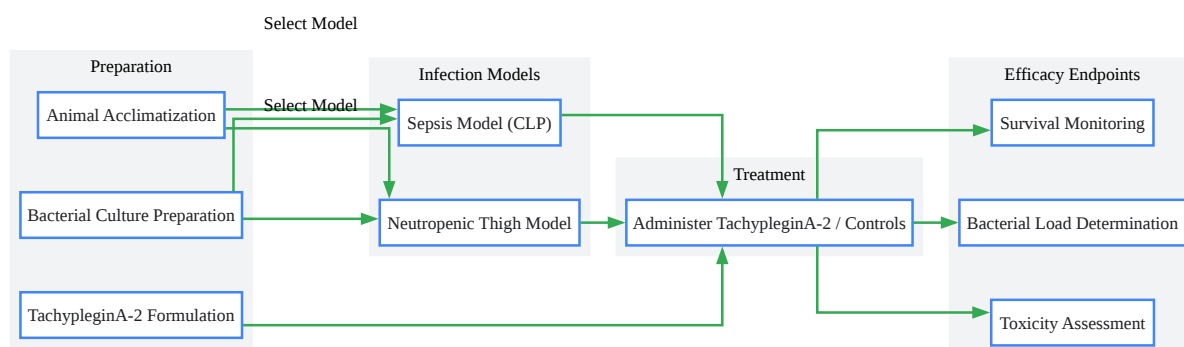 Select Model
Preparation
Infection Models
Efficacy Endpoints
Animal Acclimatization
Select Model
Sepsis Model (CLP)
Survival Monitoring
Treatment
Bacterial Culture Preparation
Neutropenic Thigh Model
Administer TachypleginA-2 / Controls
Bacterial Load Determination
TachypleginA-2 Formulation
Toxicity Assessment